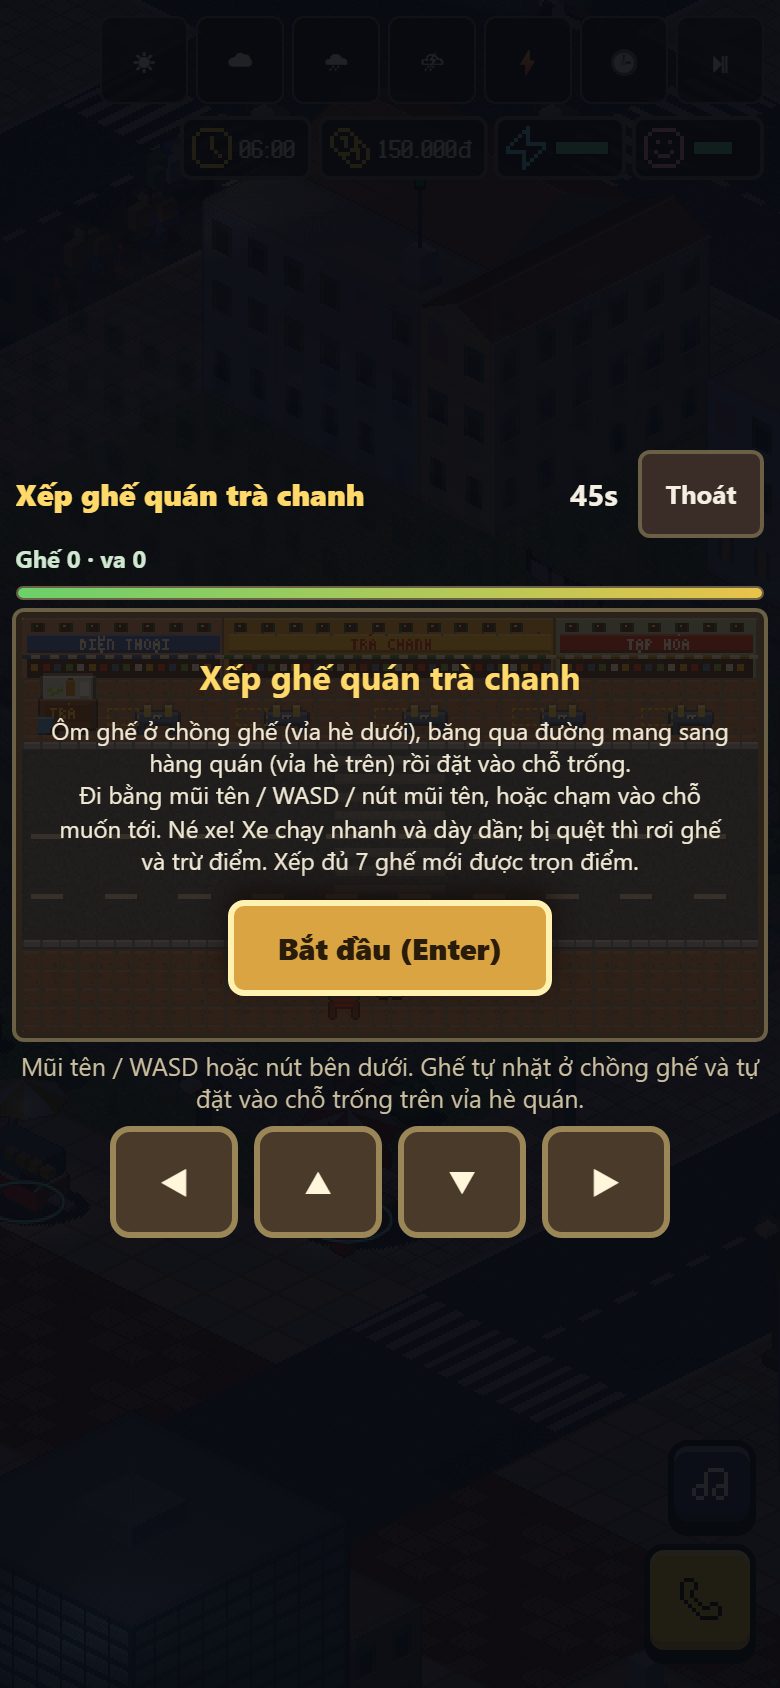 06:00
150.000đ
Xếp ghế quán trà chanh
45s
Thoát
Ghế 0 · va 0
ĐIỆN THOẠI
TRÀ CHANH
TẠP HÓA
Xếp ghế quán trà chanh
TRÀ
Ôm ghế ở chồng ghế (vỉa hè dưới), băng qua đường mang sang
hàng quán (vỉa hè trên) rồi đặt vào chỗ trống.
Đi bằng mũi tên / WASD / nút mũi tên, hoặc chạm vào chỗ
muốn tới. Né xe! Xe chạy nhanh và dày dần; bị quệt thì rơi ghế
và trừ điểm. Xếp đủ 7 ghế mới được trọn điểm.
Bắt đầu (Enter)
Mũi tên / WASD hoặc nút bên dưới. Ghế tự nhặt ở chồng ghế và tự
đặt vào chỗ trống trên vỉa hè quán.